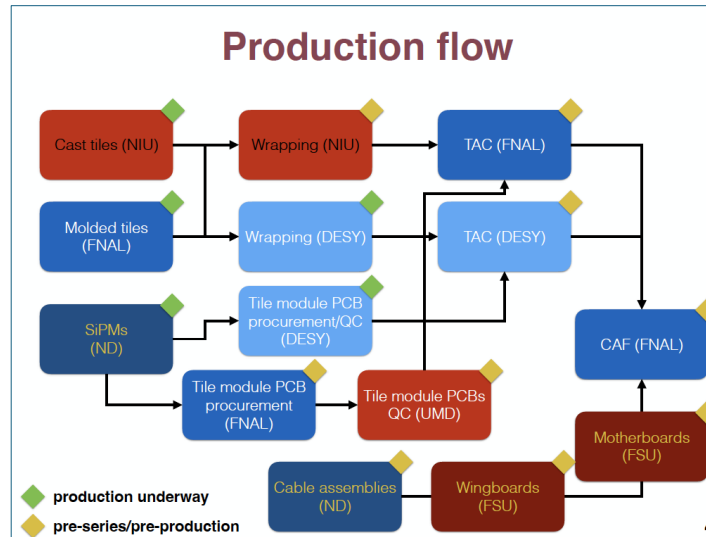 Production flow
Cast tiles (NIU)
Wrapping (NIU)
TAC (FNAL)
Molded tiles
(FNAL)
Wrapping (DESY)
TAC (DESY)
SiPMs
(ND)
Tile module PCB
procurement/QC
(DESY)
CAF (FNAL)
Tile module PCB
procurement
(FNAL)
Tile module PCBs
QC (UMD)
Motherboards
(FSU)
Cable assemblies
(ND)
Wingboards
(FSU)
production underway
pre-series/pre-production